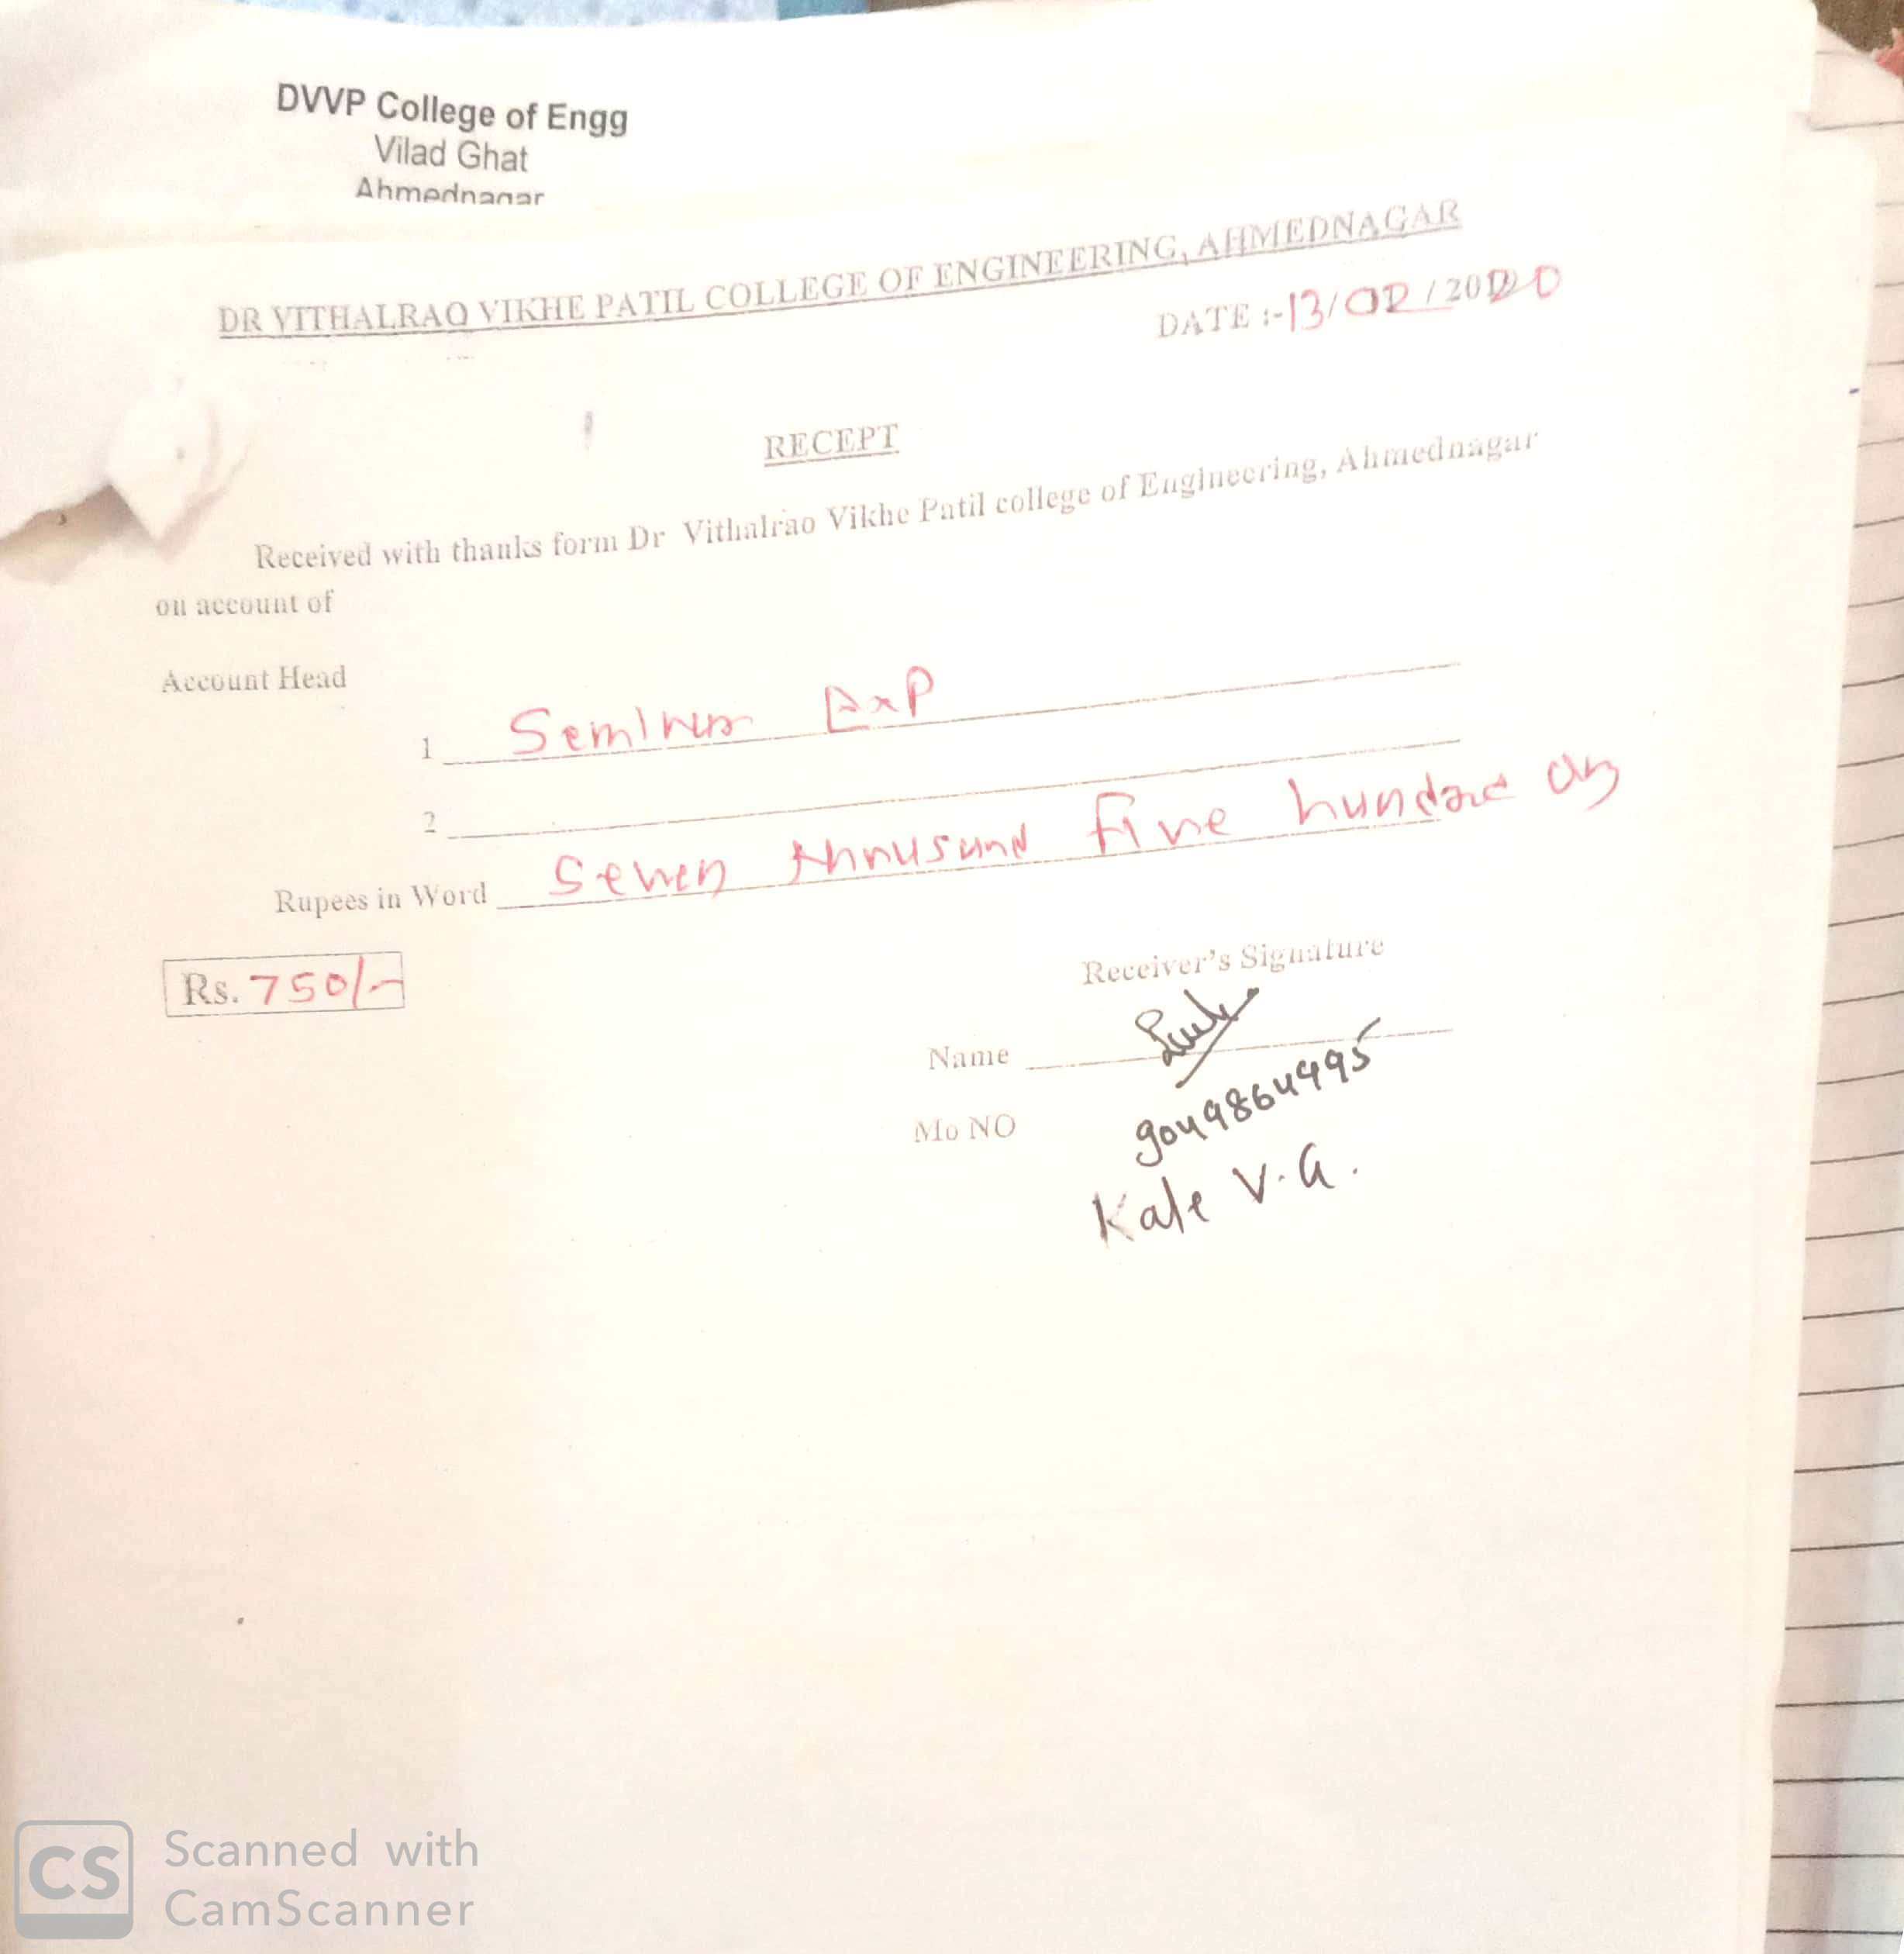 DVVP College of Engg
Vilad Ghat
Ahmednagar
DR VITHALRAO VIKHE PATIL COLLEGE OF ENGINEERING, AHMEDNAGAR
DATE :- 13/02/2020
RECEPT
Received with thanks form Dr Vithalrao Vikhe Patil college of Engineering, Ahmednagar
on account of
Account Head
1 Seminar Exp
2
Rupees in Word Seven thousand five hundred
Rs. 750/-
Receiver's Signature
Name
Mo NO 9049864495
Kale V.G.
CS Scanned with
CamScanner